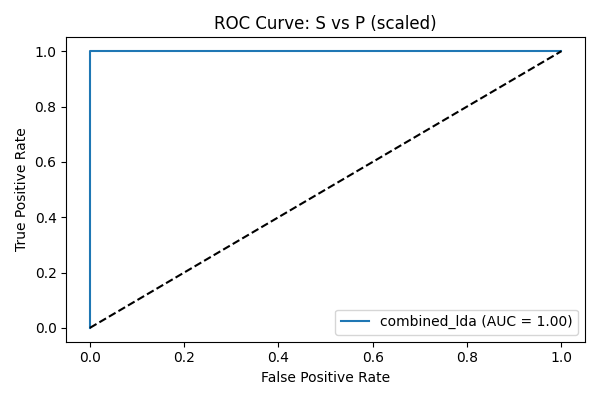 ROC Curve: S vs P (scaled)
True Positive Rate
1.0
0.8
0.6
0.4
0.2
0.0
combined_lda (AUC = 1.00)
0.0 0.2 0.4 0.6 0.8 1.0
False Positive Rate